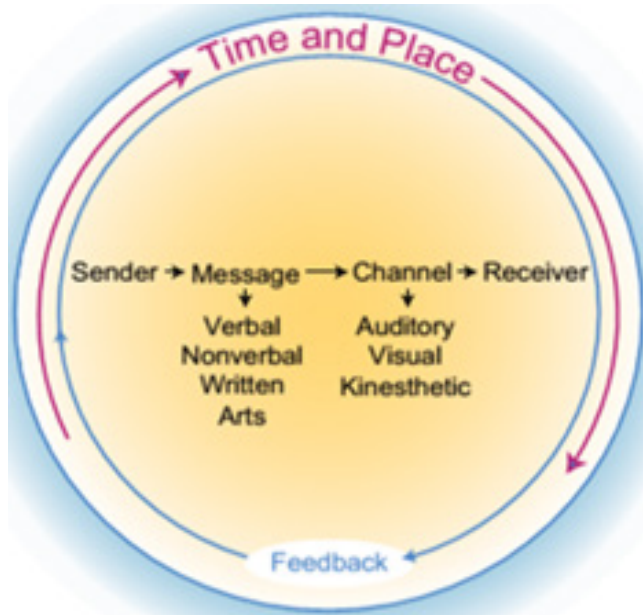 Time and Place
Sender Message Channel Receiver
Verbal Auditory
Nonverbal Visual
Written Kinesthetic
Arts
Feedback